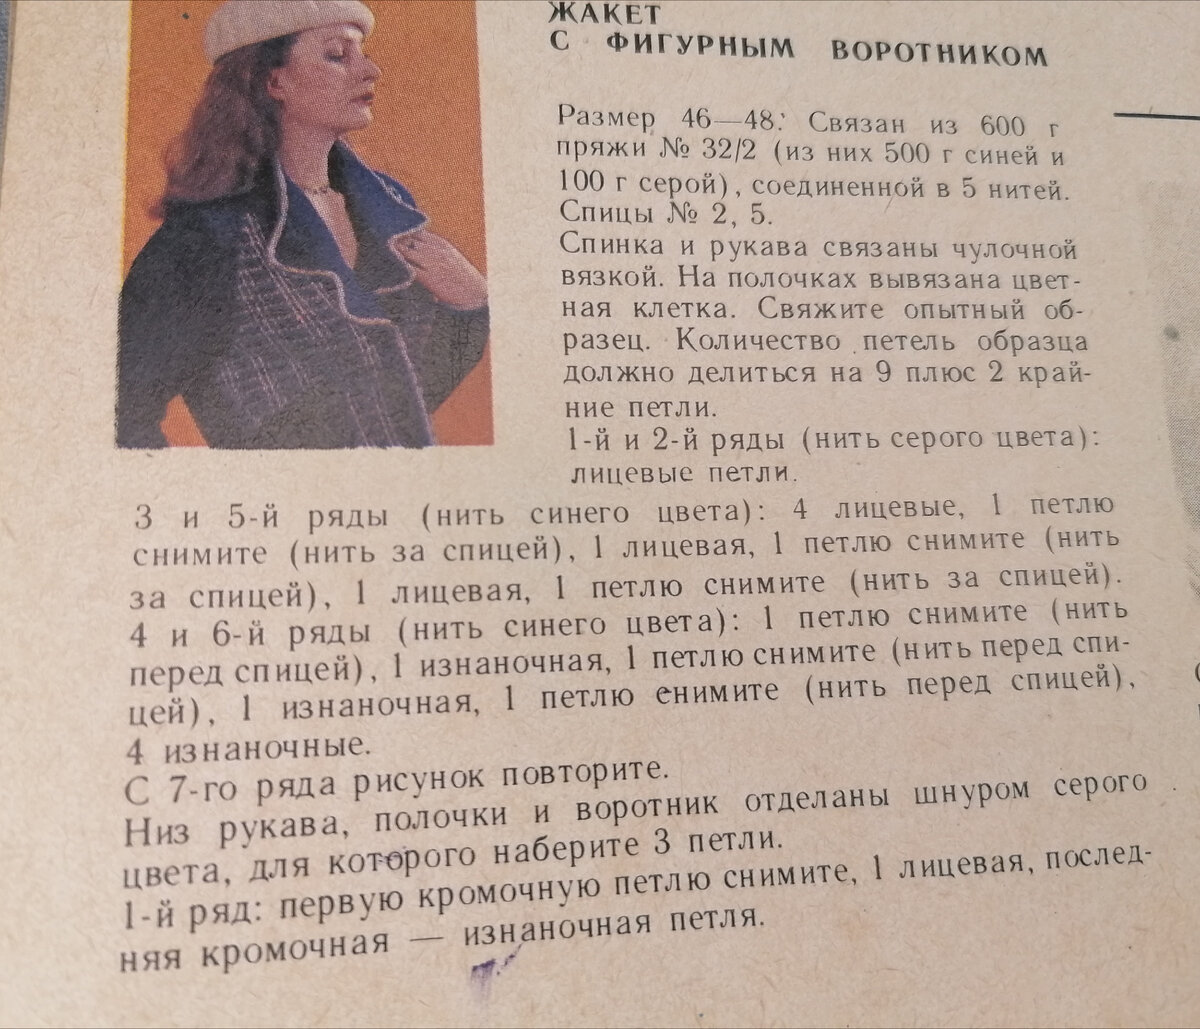 ЖАКЕТ
С ФИГУРНЫМ ВОРОТНИКОМ
Размер 46—48. Связан из 600 г
пряжи № 32/2 (из них 500 г синей и
100 г серой), соединенной в 5 нитей.
Спицы № 2, 5.
Спинка и рукава связаны чулочной
вязкой. На полочках вывязана цвет-
ная клетка. Свяжите опытный об-
разец. Количество петель образца
должно делиться на 9 плюс 2 край-
ние петли.
1-й и 2-й ряды (нить серого цвета):
лицевые петли.
3 и 5-й ряды (нить синего цвета): 4 лицевые, 1 петлю
снимите (нить за спицей), 1 лицевая, 1 петлю снимите (нить
за спицей), 1 лицевая, 1 петлю снимите (нить за спицей).
4 и 6-й ряды (нить синего цвета): 1 петлю снимите (нить
перед спицей), 1 изнаночная, 1 петлю снимите (нить перед спи-
цей), 1 изнаночная, 1 петлю снимите (нить перед спицей),
4 изнаночные.
С 7-го ряда рисунок повторите.
Низ рукава, полочки и воротник отделаны шнуром серого
цвета, для которого наберите 3 петли.
1-й ряд: первую кромочную петлю снимите, 1 лицевая, послед-
няя кромочная — изнаночная петля.